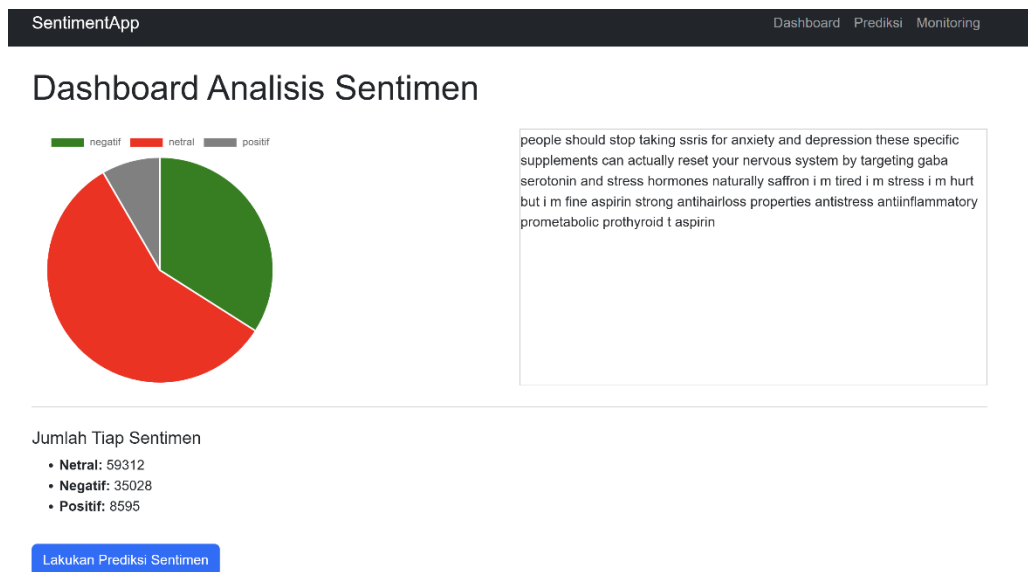 SentimentApp
Dashboard Prediksi Monitoring
Dashboard Analisis Sentimen
negatif netral positif
people should stop taking ssris for anxiety and depression these specific
supplements can actually reset your nervous system by targeting gaba
serotonin and stress hormones naturally saffron i m tired i m stress i m hurt
but i m fine aspirin strong antihairloss properties antistress antiinflammatory
prometabolic prothyroid t aspirin
Jumlah Tiap Sentimen
• Netral: 59312
• Negatif: 35028
• Positif: 8595
Lakukan Prediksi Sentimen